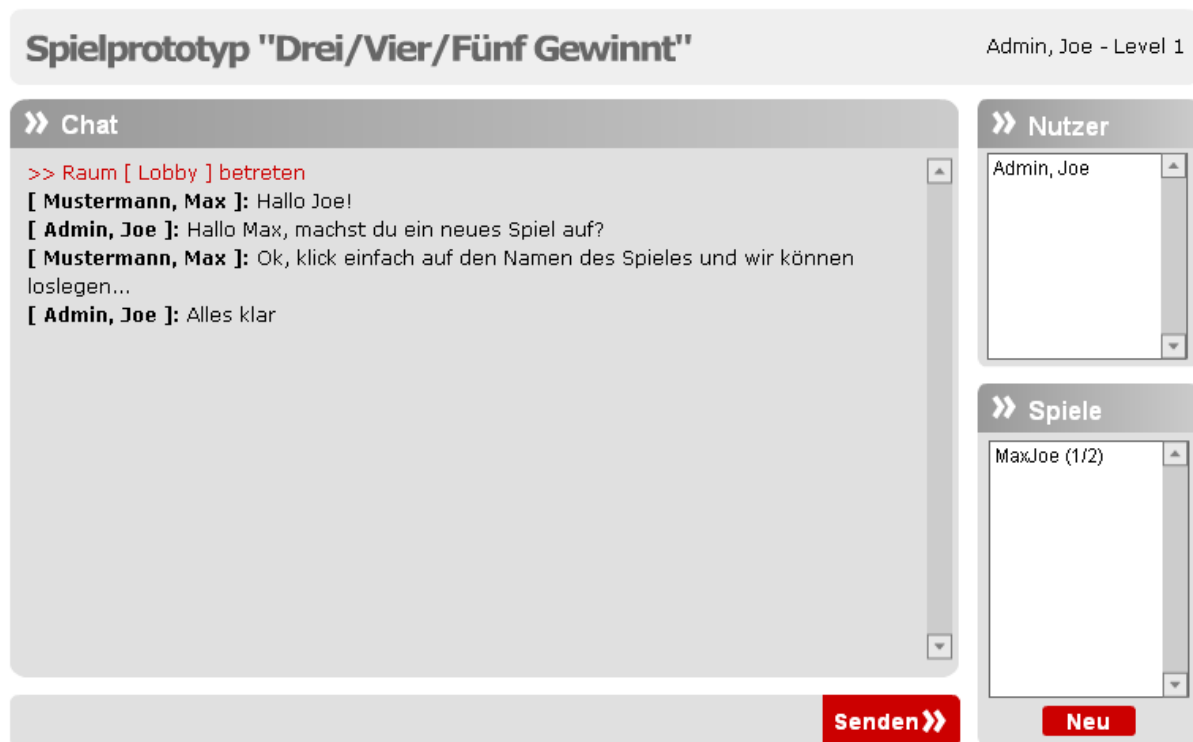 Spielprototyp "Drei/Vier/Fünf Gewinnt"
Admin, Joe - Level 1
Chat
>> Raum [ Lobby ] betreten
[ Mustermann, Max ]: Hallo Joe!
[ Admin, Joe ]: Hallo Max, machst du ein neues Spiel auf?
[ Mustermann, Max ]: Ok, klick einfach auf den Namen des Spieles und wir können
loslegen...
[ Admin, Joe ]: Alles klar
Senden
Nutzer
Admin, Joe
Spiele
MaxJoe (1/2)
Neu